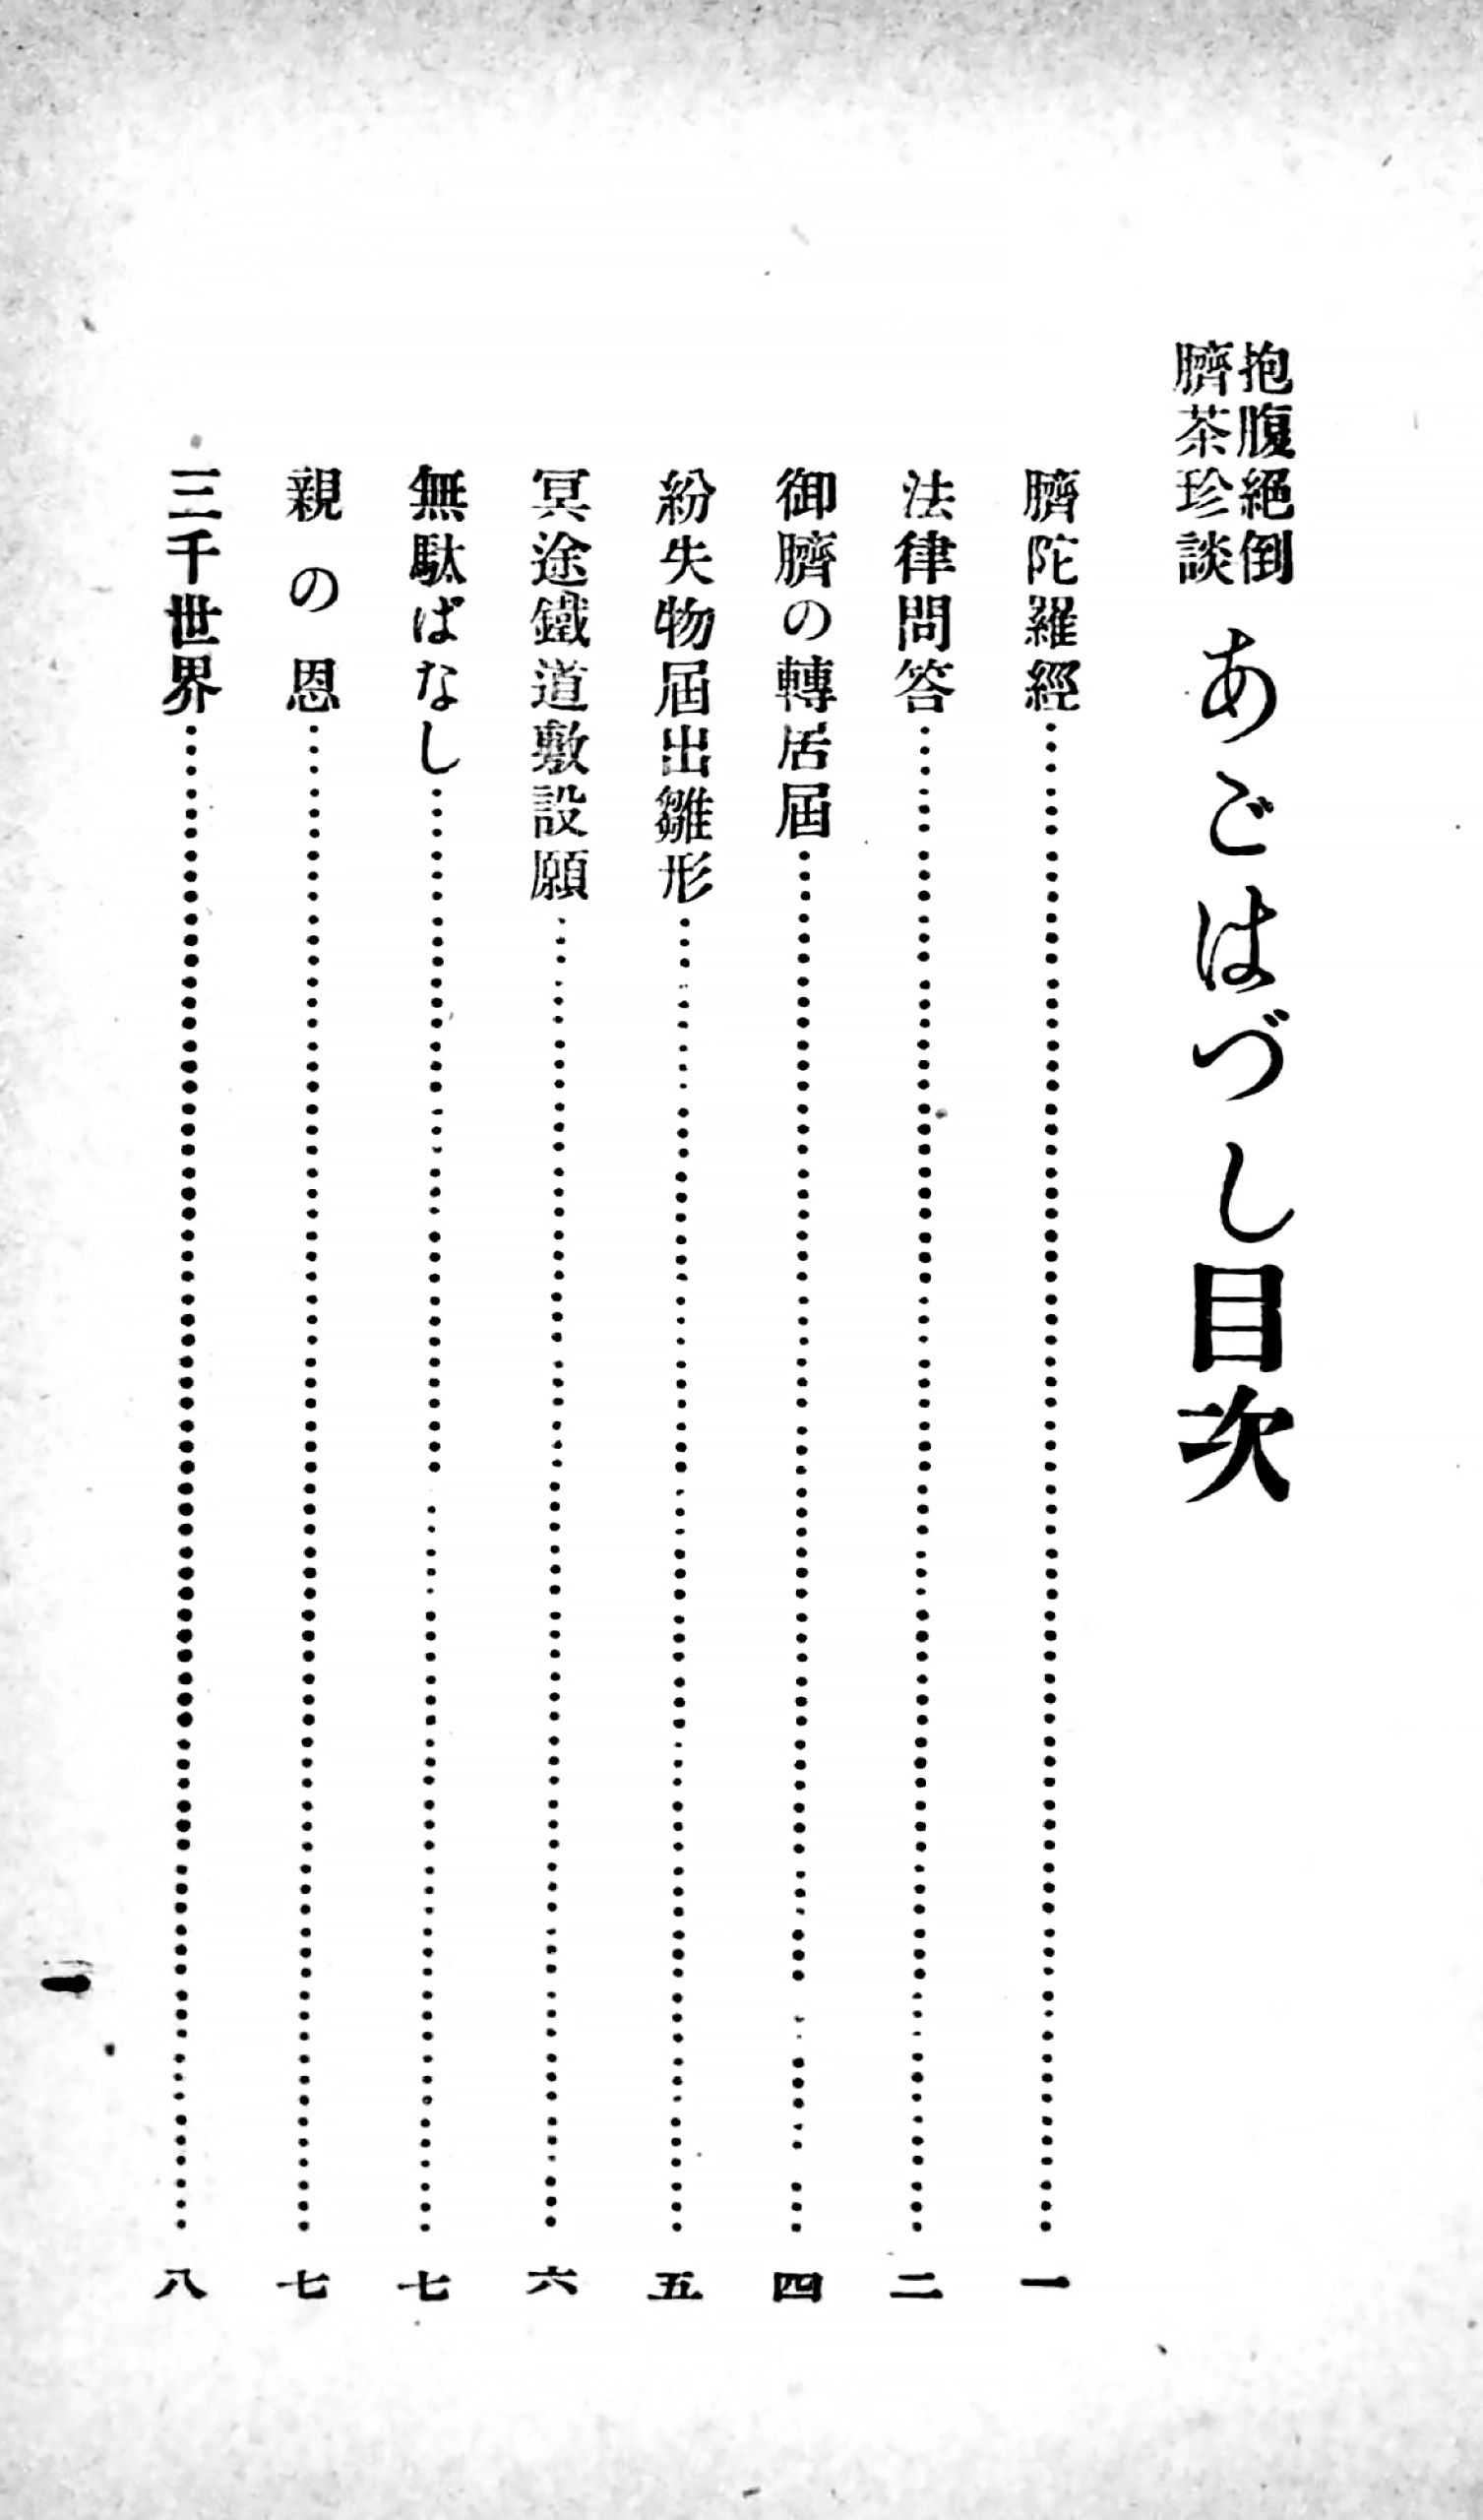 抱腹絕倒
臍茶珍談
あごはづし目次
臍陀羅經……一
法律問答……二
御臍の轉居屆……四
紛失物屆出雛形……五
冥途鐵道敷設願……六
無駄ばなし……七
親の恩……七
三千世界……八
一